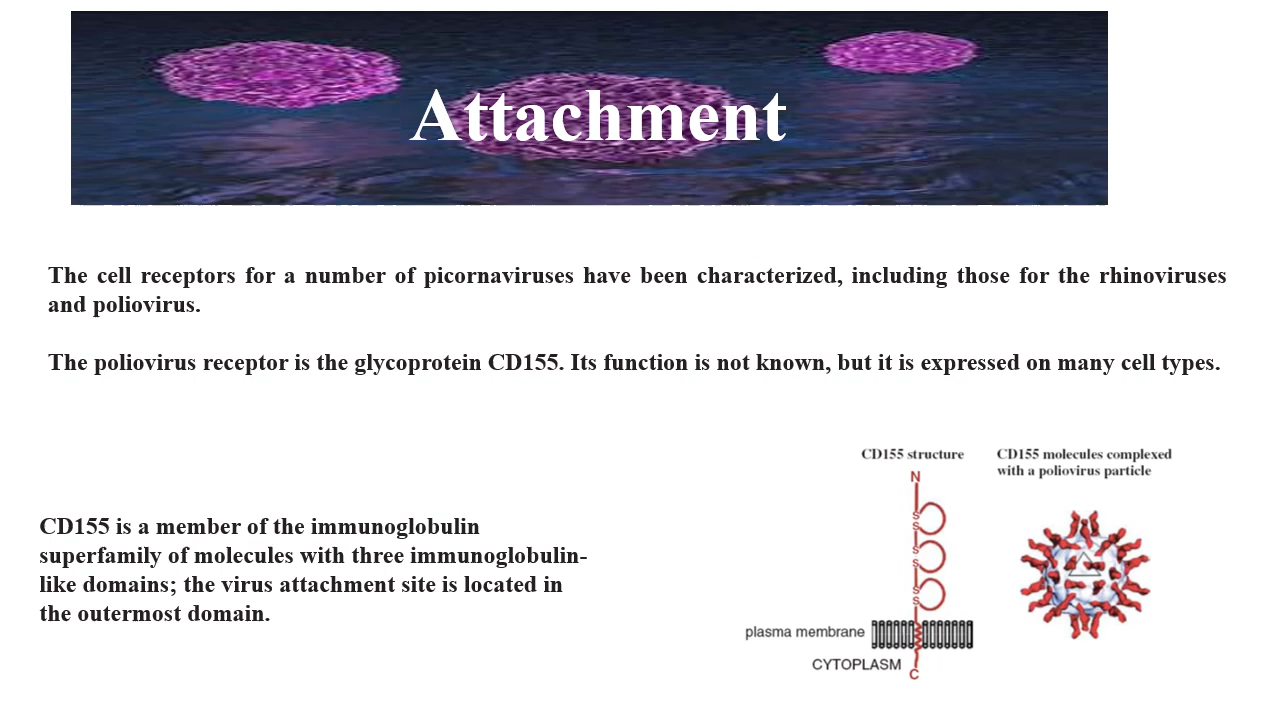 Attachment
The cell receptors for a number of picornaviruses have been characterized, including those for the rhinoviruses
and poliovirus.
The poliovirus receptor is the glycoprotein CD155. Its function is not known, but it is expressed on many cell types.
CD155 is a member of the immunoglobulin
superfamily of molecules with three immunoglobulin-
like domains; the virus attachment site is located in
the outermost domain.
CD155 structure
N
S
S
S
S
S
S
plasma membrane
CYTOPLASM
C
CD155 molecules complexed
with a poliovirus particle